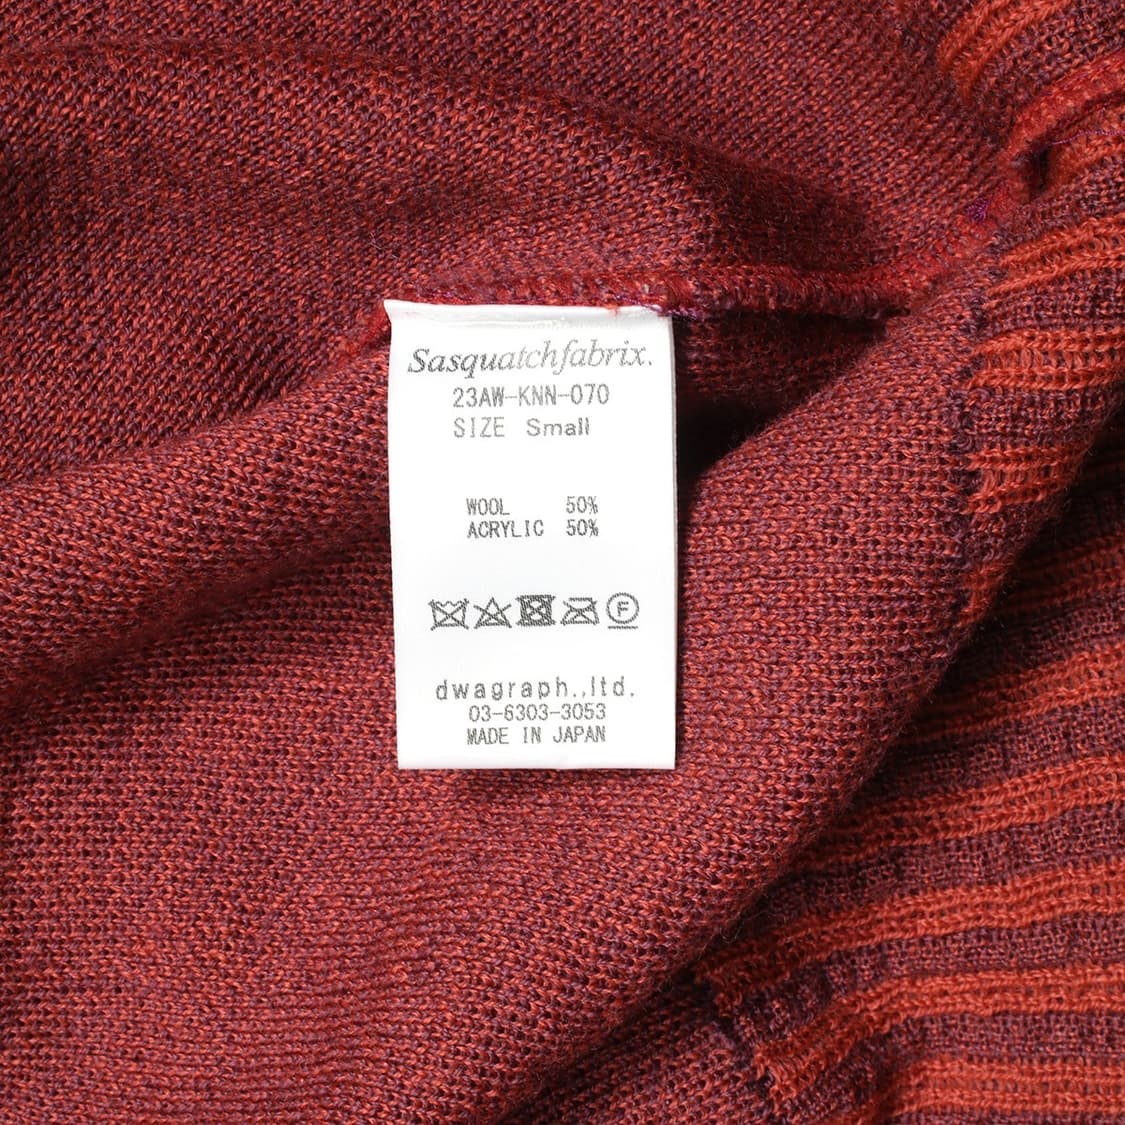 Sasquatchfabrix.
23AW-KNN-070
SIZE Small
WOOL 50%
ACRYLIC 50%
F
dwagraph.,ltd.
03-6303-3053
MADE IN JAPAN